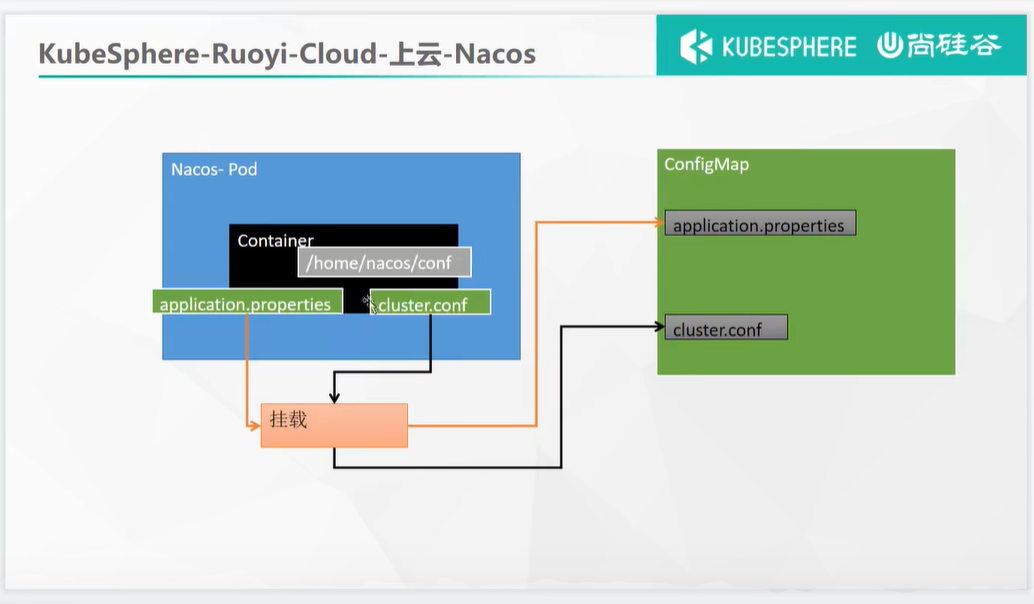 KubeSphere-Ruoyi-Cloud-上云-Nacos
KUBESPHERE
尚硅谷
Nacos- Pod
Container
/home/nacos/conf
application.properties
cluster.conf
挂载
ConfigMap
application.properties
cluster.conf